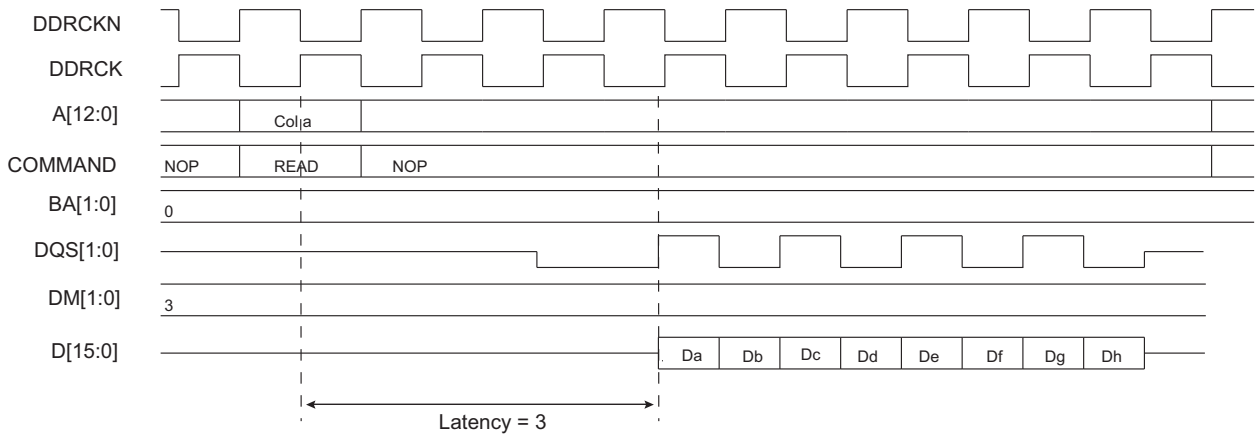 DDRCKN
DDRCK
A[12:0]
Col a
COMMAND
NOP READ NOP
BA[1:0]
0
DQS[1:0]
DM[1:0]
3
D[15:0]
Da Db Dc Dd De Df Dg Dh
Latency = 3